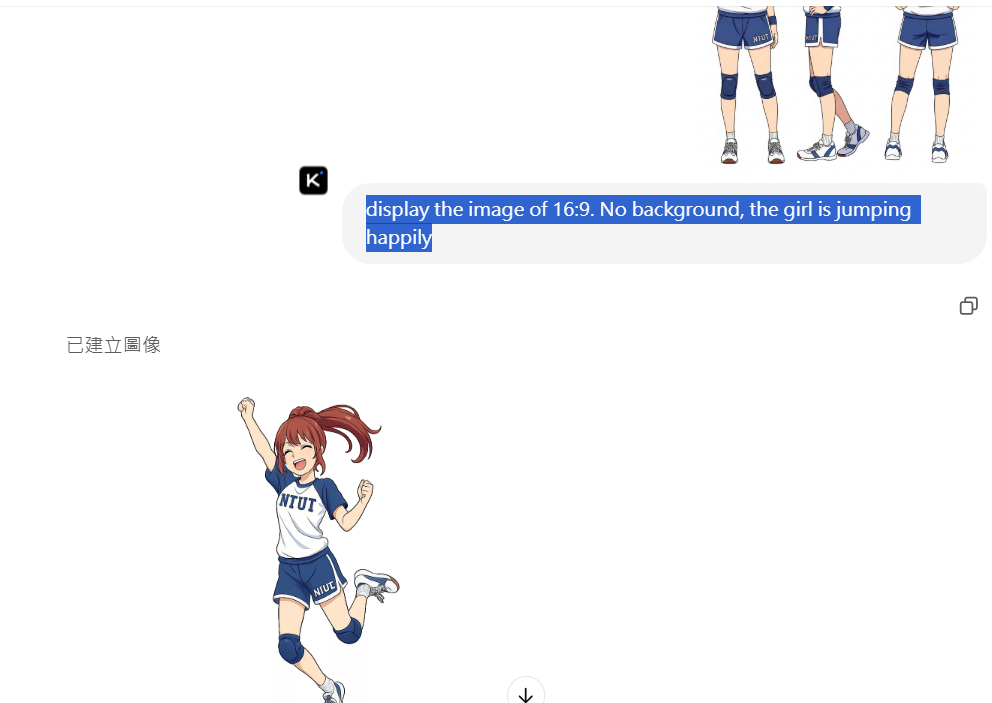 NTUT
NTUT
K
display the image of 16:9. No background, the girl is jumping
happily
已建立圖像
NTUT
NIUT